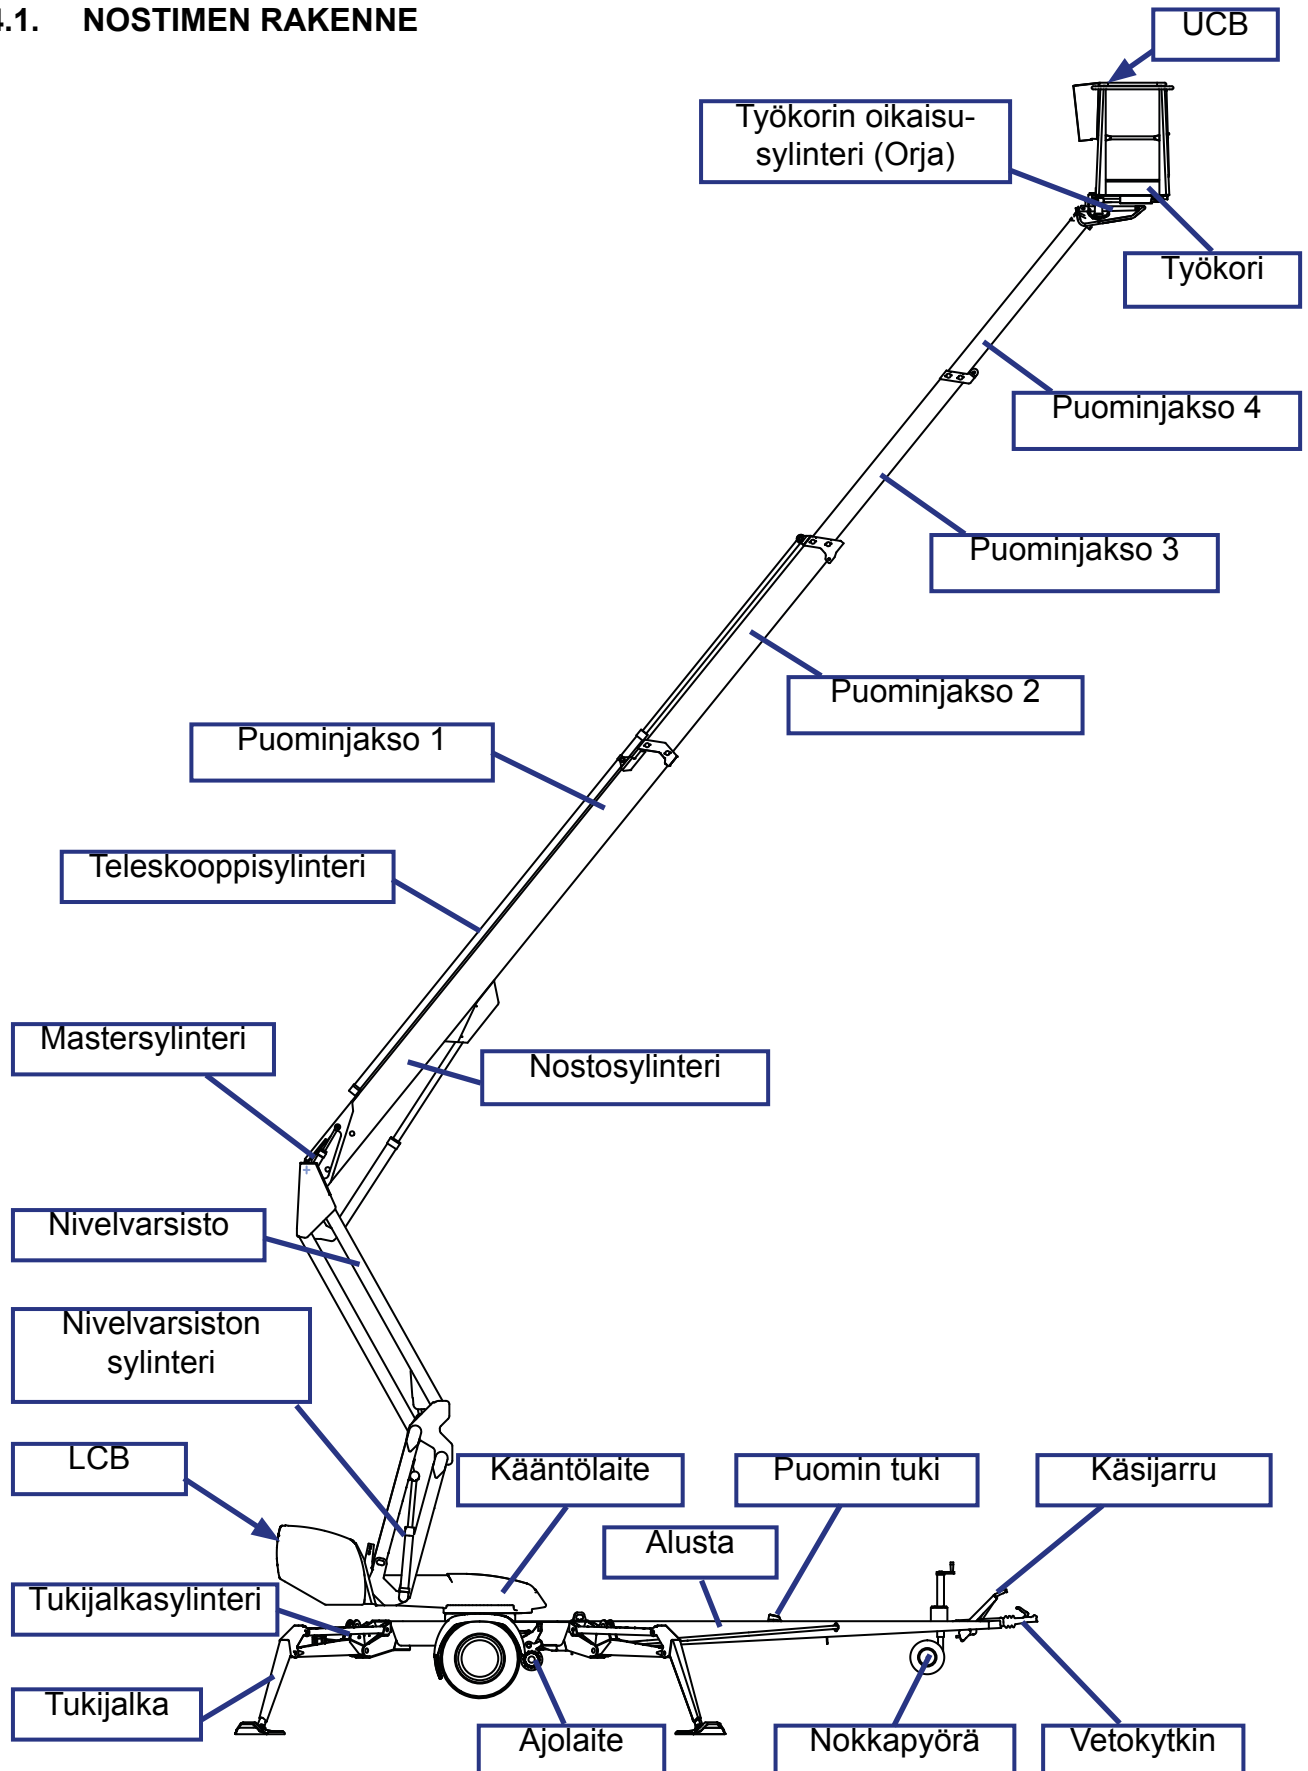 4.1. NOSTIMEN RAKENNE
UCB
Työkorin oikaisu-
sylinteri (Orja)
Työkori
Puominjakso 4
Puominjakso 3
Puominjakso 2
Puominjakso 1
Teleskooppisylinteri
Mastersylinteri
Nostosylinteri
Nivelvarsisto
Nivelvarsiston
sylinteri
LCB
Kääntölaite
Puomin tuki
Käsijarru
Alusta
Tukijalkasylinteri
Tukijalka
Ajolaite
Nokkapyörä
Vetokytkin